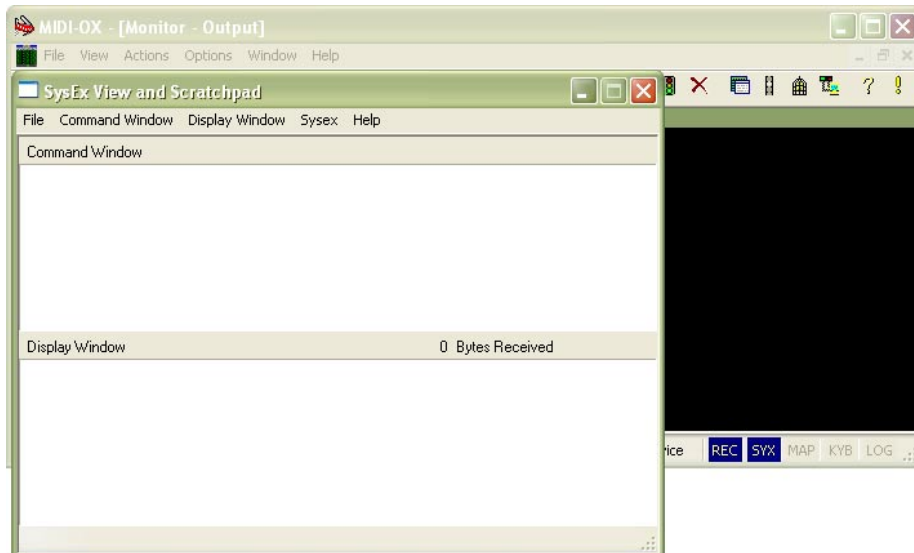 MIDI-OX - [Monitor - Output]
File View Actions Options Window Help
SysEx View and Scratchpad
File Command Window Display Window Sysex Help
Command Window
Display Window 0 Bytes Received
REC SYX MAP KYB LOG